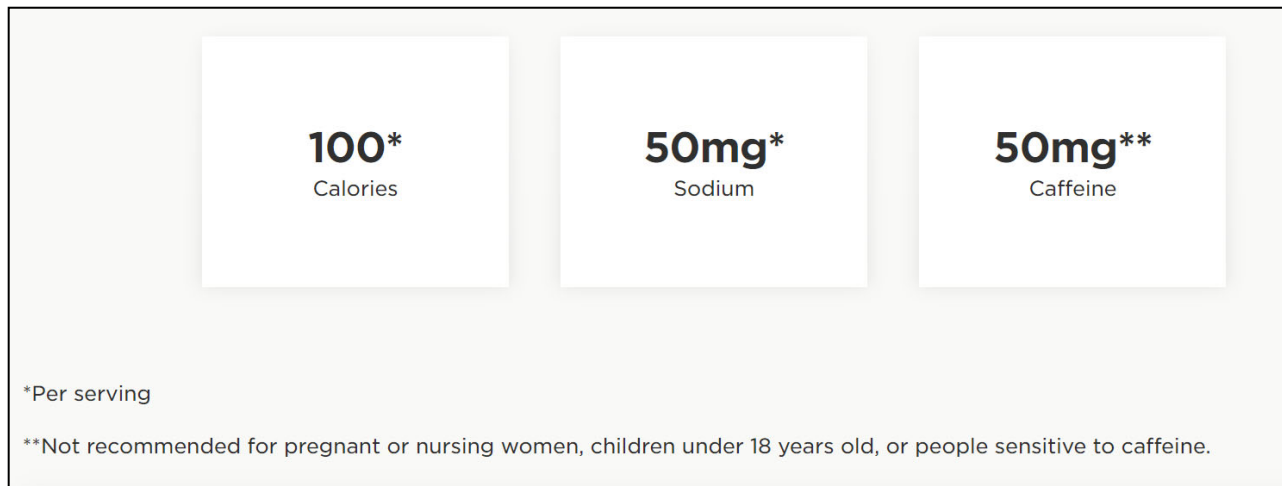 100*
Calories
50mg*
Sodium
50mg**
Caffeine
*Per serving
**Not recommended for pregnant or nursing women, children under 18 years old, or people sensitive to caffeine.